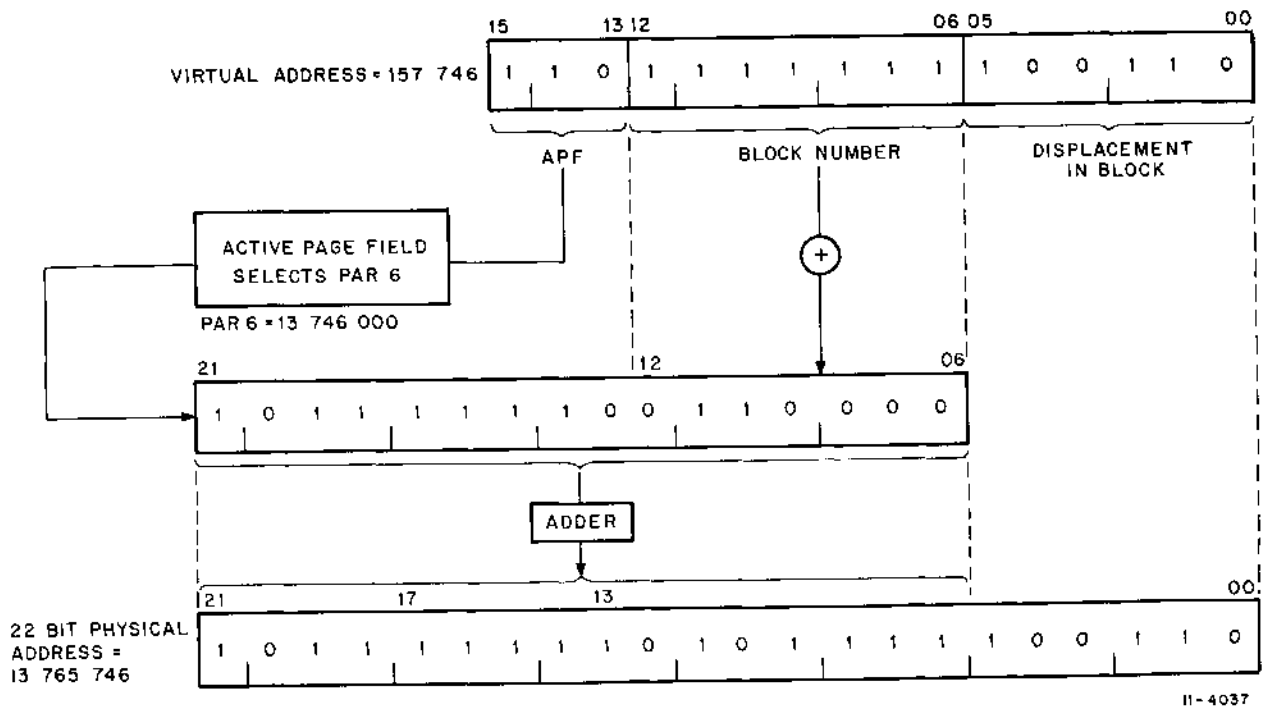 15 13 12 06 05 00
VIRTUAL ADDRESS = 157 746 1 1 0 1 1 1 1 1 1 1 1 0 0 1 1 0
APF BLOCK NUMBER DISPLACEMENT
IN BLOCK
ACTIVE PAGE FIELD
SELECTS PAR 6
+
PAR 6 = 13 746 000
21 12 06
1 0 1 1 1 1 1 1 0 0 1 1 0 0 0 0
ADDER
21 17 13 00
22 BIT PHYSICAL
ADDRESS =
13 765 746
1 0 1 1 1 1 1 1 1 0 1 0 1 1 1 1 1 0 0 1 1 0
11-4037